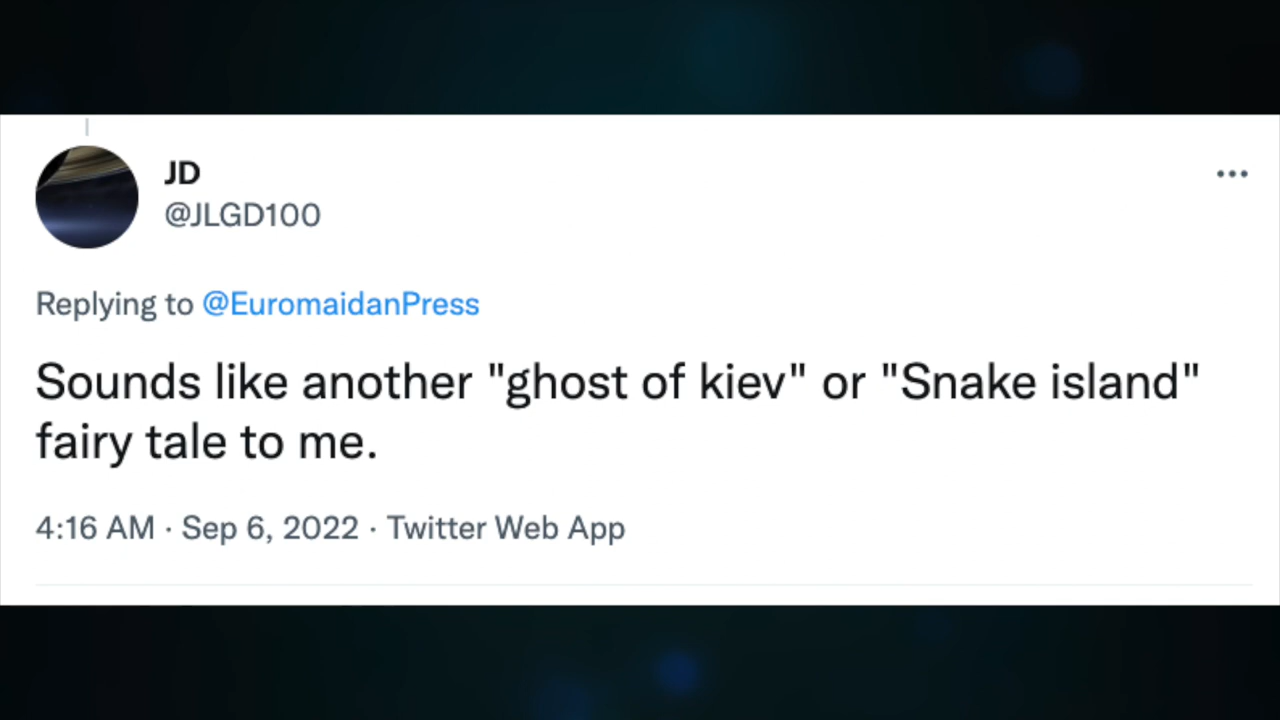 JD
@JLGD100
Replying to @EuromaidanPress
Sounds like another "ghost of kiev" or "Snake island"
fairy tale to me.
4:16 AM · Sep 6, 2022 · Twitter Web App